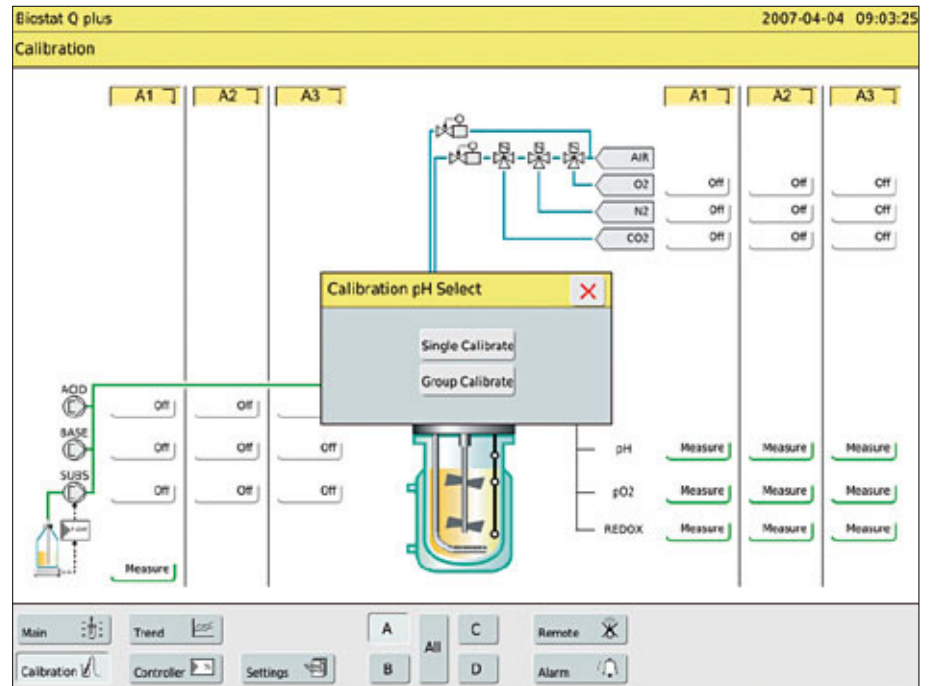 Biostat Q plus 2007-04-04 09:03:25
Calibration
A1 A2 A3 A1 A2 A3
AIR
O2 Off Off Off
N2 Off Off Off
CO2 Off Off Off
Calibration pH Select
Single Calibrate
Group Calibrate
Off Off
BASE Off Off Off pH Measure Measure Measure
SUBS Off Off Off pO2 Measure Measure Measure
REDOX Measure Measure Measure
Measure
Main Trend A All C Remote
Calibration Controller Settings B D Alarm